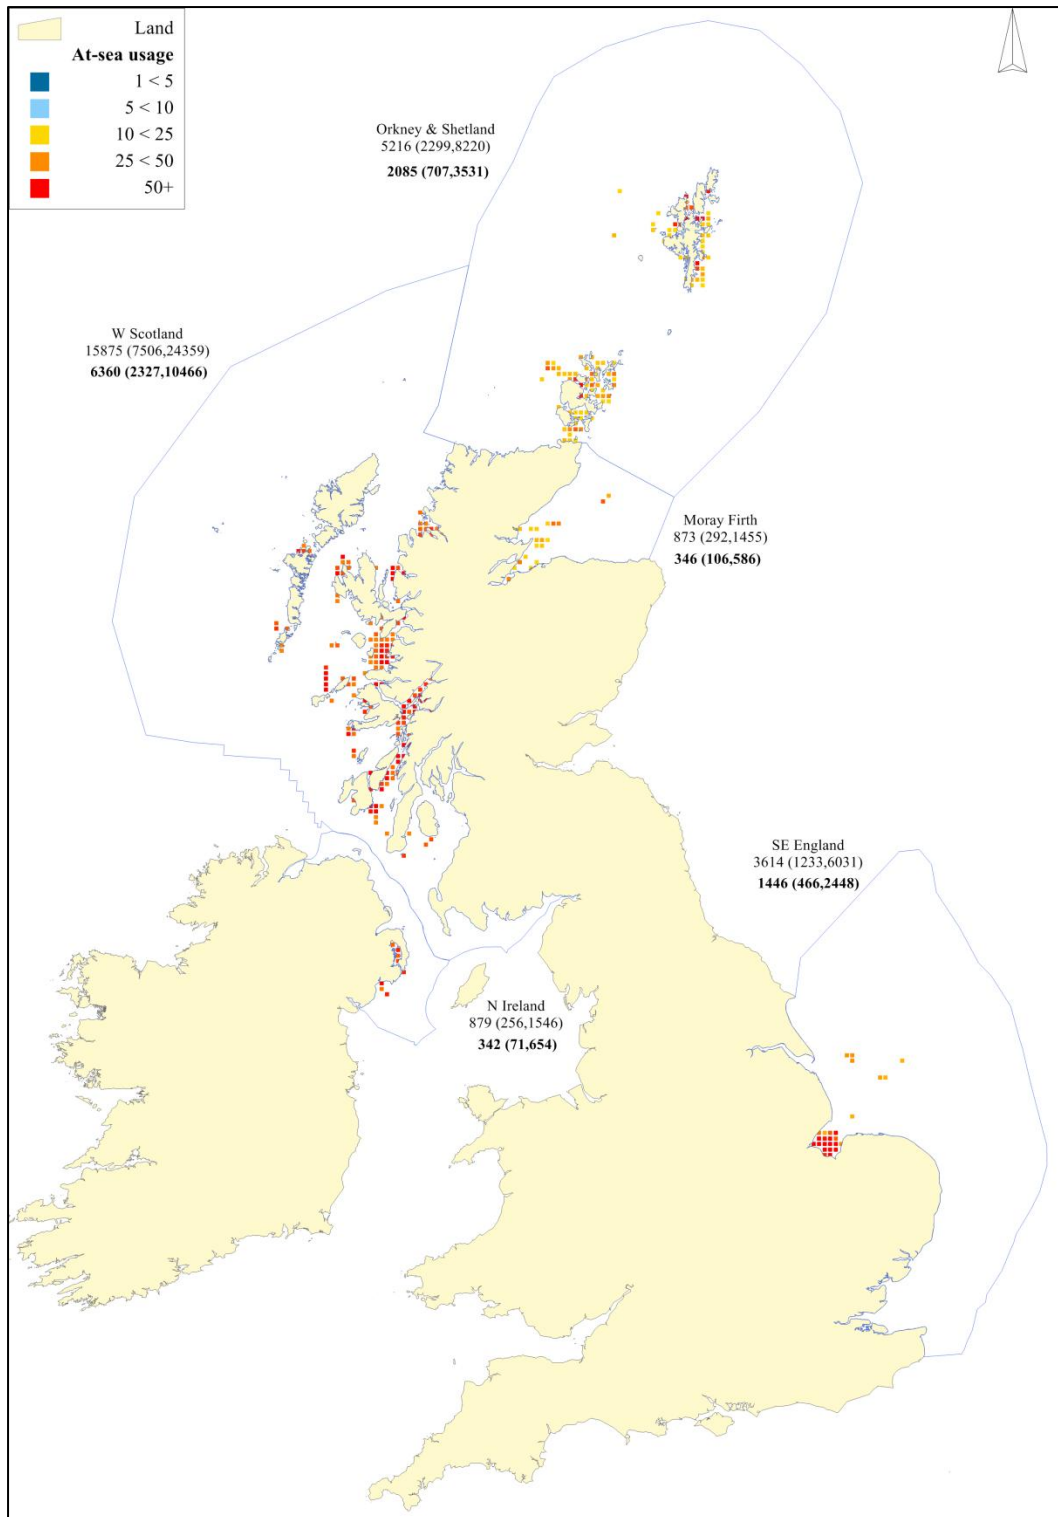 Land
At-sea usage
1 < 5
5 < 10
10 < 25
25 < 50
50+
Orkney & Shetland
5216 (2299,8220)
2085 (707,3531)
W Scotland
15875 (7506,24359)
6360 (2327,10466)
Moray Firth
873 (292,1455)
346 (106,586)
SE England
3614 (1233,6031)
1446 (466,2448)
N Ireland
879 (256,1546)
342 (71,654)